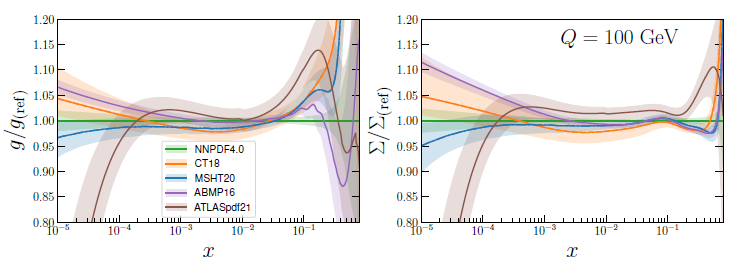 1.20
1.15
1.10
1.05
1.00
0.95
0.90
0.85
0.80
g/g(ref)
NNPDF4.0
CT18
MSHT20
ABMP16
ATLASpdf21
10⁻⁵ 10⁻⁴ 10⁻³ 10⁻² 10⁻¹
x
Q = 100 GeV
1.20
1.15
1.10
1.05
1.00
0.95
0.90
0.85
0.80
Σ/Σ(ref)
10⁻⁵ 10⁻⁴ 10⁻³ 10⁻² 10⁻¹
x